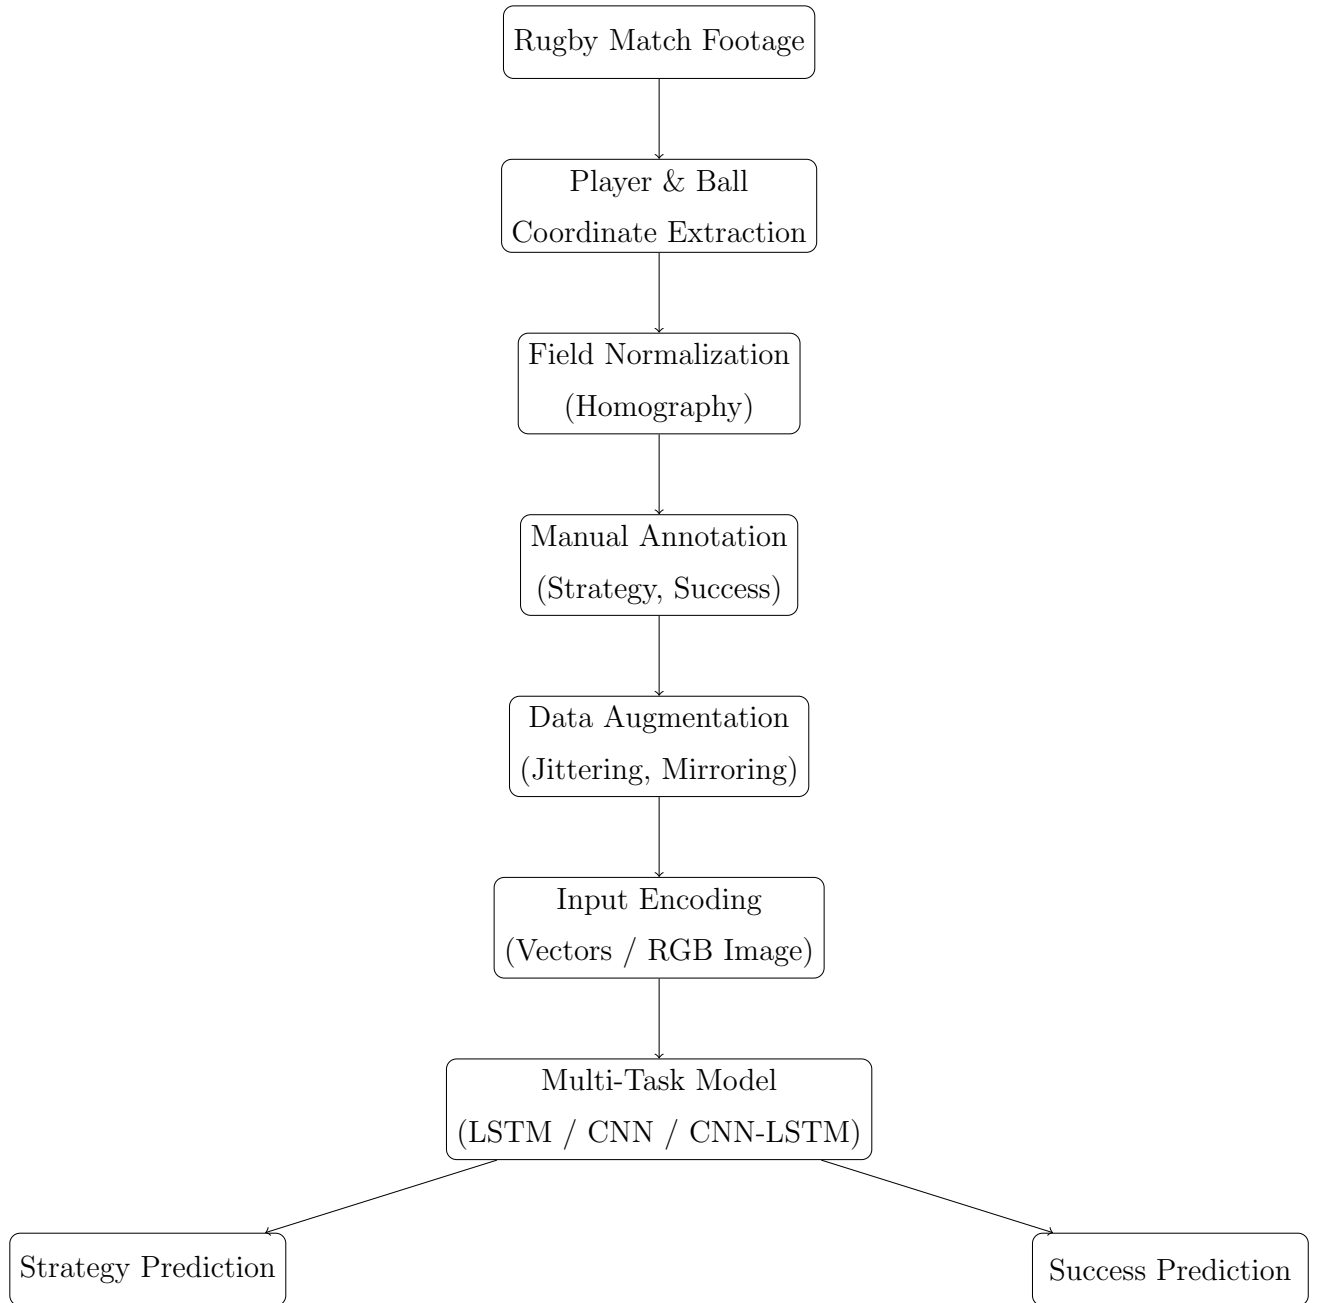 Rugby Match Footage
Player & Ball
Coordinate Extraction
Field Normalization
(Homography)
Manual Annotation
(Strategy, Success)
Data Augmentation
(Jittering, Mirroring)
Input Encoding
(Vectors / RGB Image)
Multi-Task Model
(LSTM / CNN / CNN-LSTM)
Strategy Prediction
Success Prediction